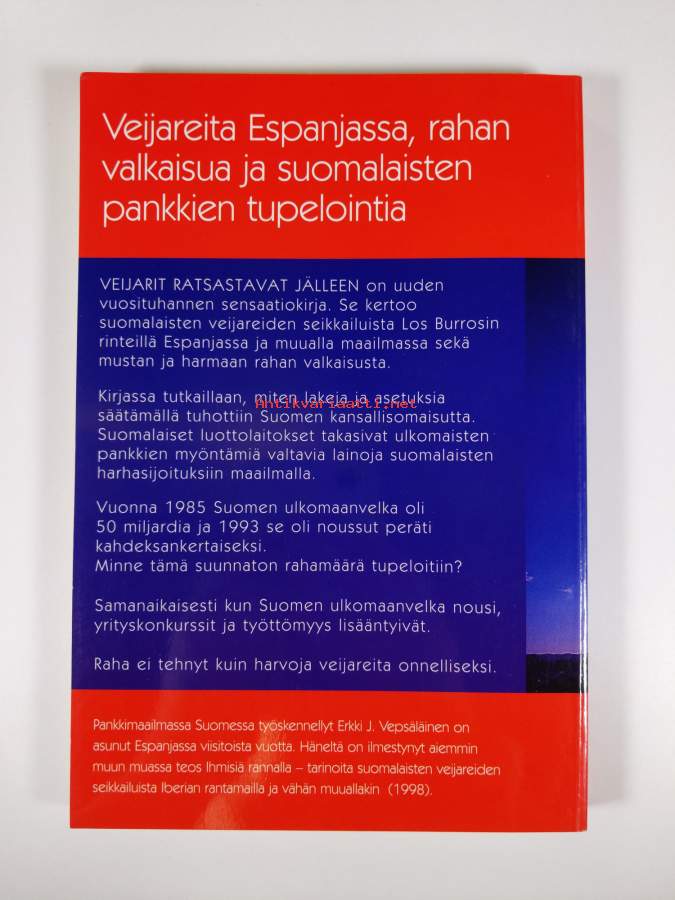 Veijareita Espanjassa, rahan
valkaisua ja suomalaisten
pankkien tupelointia
VEIJARIT RATSASTAVAT JÄLLEEN on uuden
vuosituhannen sensaatiokirja. Se kertoo
suomalaisten veijareiden seikkailuista Los Burrosin
rinteillä Espanjassa ja muualla maailmassa sekä
mustan ja harmaan rahan valkaisusta.
Kirjassa tutkaillaan, miten lakeja ja asetuksia
Antikvariaatti.net
säätämällä tuhottiin Suomen kansallisomaisutta.
Suomalaiset luottolaitokset takasivat ulkomaisten
pankkien myöntämiä valtavia lainoja suomalaisten
harhasijoituksiin maailmalla.
Vuonna 1985 Suomen ulkomaanvelka oli
50 miljardia ja 1993 se oli noussut peräti
kahdeksankertaiseksi.
Minne tämä suunnaton rahamäärä tupeloitiin?
Samanaikaisesti kun Suomen ulkomaanvelka nousi,
yrityskonkurssit ja työttömyys lisääntyivät.
Raha ei tehnyt kuin harvoja veijareita onnelliseksi.
Pankkimaailmassa Suomessa työskennellyt Erkki J. Vepsäläinen on
asunut Espanjassa viisitoista vuotta. Häneltä on ilmestynyt aiemmin
muun muassa teos Ihmisiä rannalla – tarinoita suomalaisten veijareiden
seikkailuista Iberian rantamailla ja vähän muuallakin (1998).